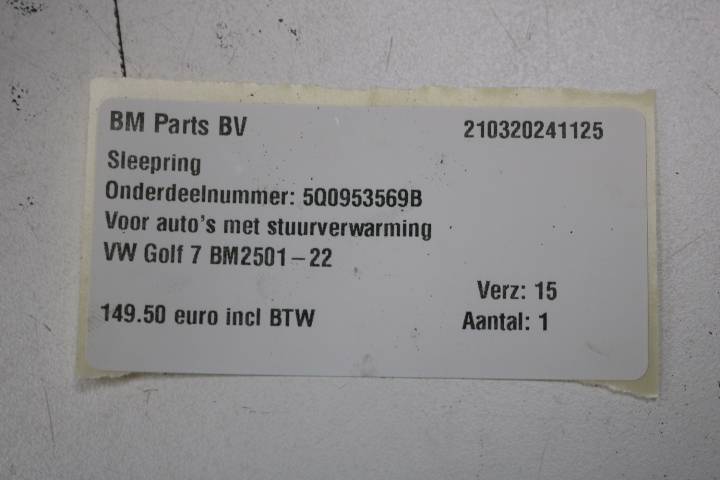 BM Parts BV 210320241125
Sleepring
Onderdeelnummer: 5Q0953569B
Voor auto's met stuurverwarming
VW Golf 7 BM2501-22
Verz: 15
149.50 euro incl BTW Aantal: 1